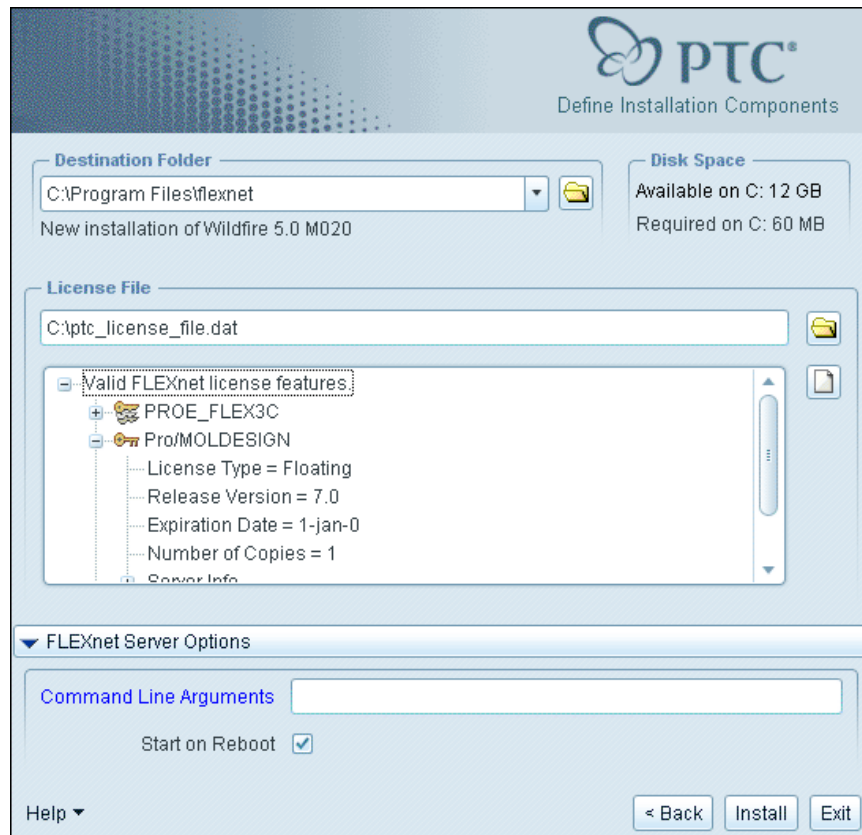 PTC®
Define Installation Components
Destination Folder
C:\Program Files\flexnet
New installation of Wildfire 5.0 M020
Disk Space
Available on C: 12 GB
Required on C: 60 MB
License File
C:\ptc_license_file.dat
Valid FLEXnet license features.
PROE_FLEX3C
Pro/MOLDESIGN
License Type = Floating
Release Version = 7.0
Expiration Date = 1-jan-0
Number of Copies = 1
Server Info
FLEXnet Server Options
Command Line Arguments
Start on Reboot
Help
< Back
Install
Exit